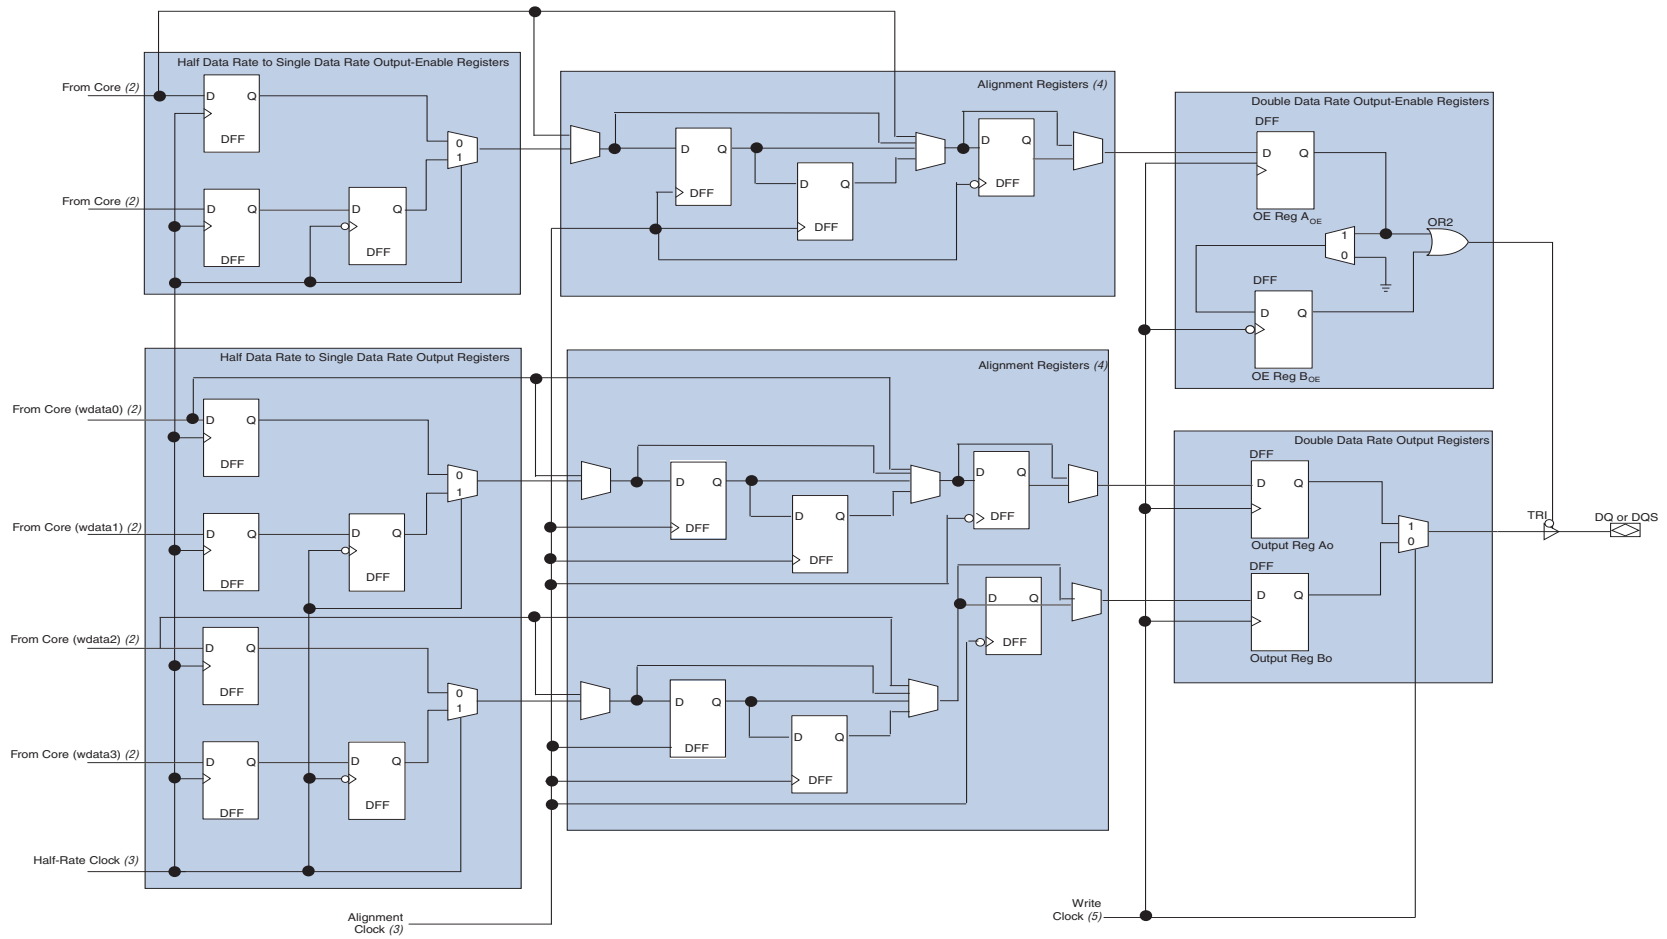 Half Data Rate to Single Data Rate Output-Enable Registers
From Core (2)
D Q
DFF
0
1
From Core (2)
D Q
DFF
D Q
DFF
Alignment Registers (4)
D Q
DFF
D Q
DFF
D Q
DFF
Double Data Rate Output-Enable Registers
DFF
D Q
OE Reg AOE
1
0
OR2
DFF
D Q
OE Reg BOE
Half Data Rate to Single Data Rate Output Registers
From Core (wdata0) (2)
D Q
DFF
0
1
From Core (wdata1) (2)
D Q
DFF
D Q
DFF
From Core (wdata2) (2)
D Q
DFF
0
1
From Core (wdata3) (2)
D Q
DFF
D Q
DFF
Half-Rate Clock (3)
Alignment Registers (4)
D Q
DFF
D Q
DFF
D Q
DFF
D Q
DFF
D Q
DFF
D Q
DFF
Alignment
Clock (3)
Double Data Rate Output Registers
DFF
D Q
Output Reg Ao
DFF
D Q
Output Reg Bo
1
0
TRI
DQ or DQS
Write
Clock (5)